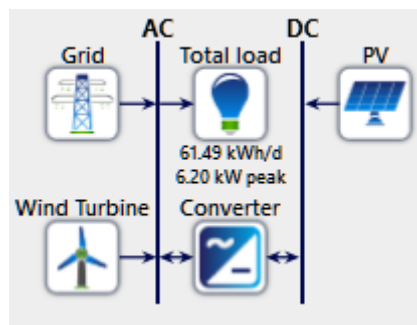 AC DC
Grid Total load PV
61.49 kWh/d
6.20 kW peak
Wind Turbine Converter